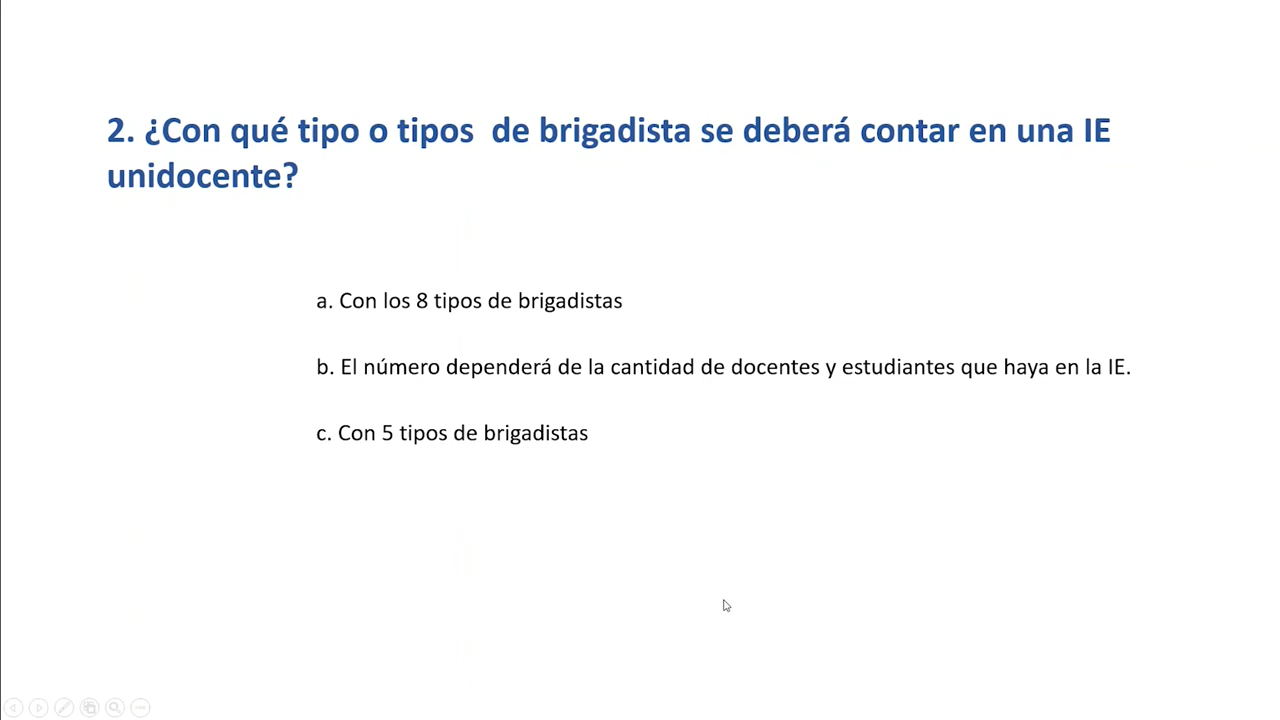 2. ¿Con qué tipo o tipos  de brigadista se deberá contar en una IE
unidocente?
a. Con los 8 tipos de brigadistas
b. El número dependerá de la cantidad de docentes y estudiantes que haya en la IE.
c. Con 5 tipos de brigadistas